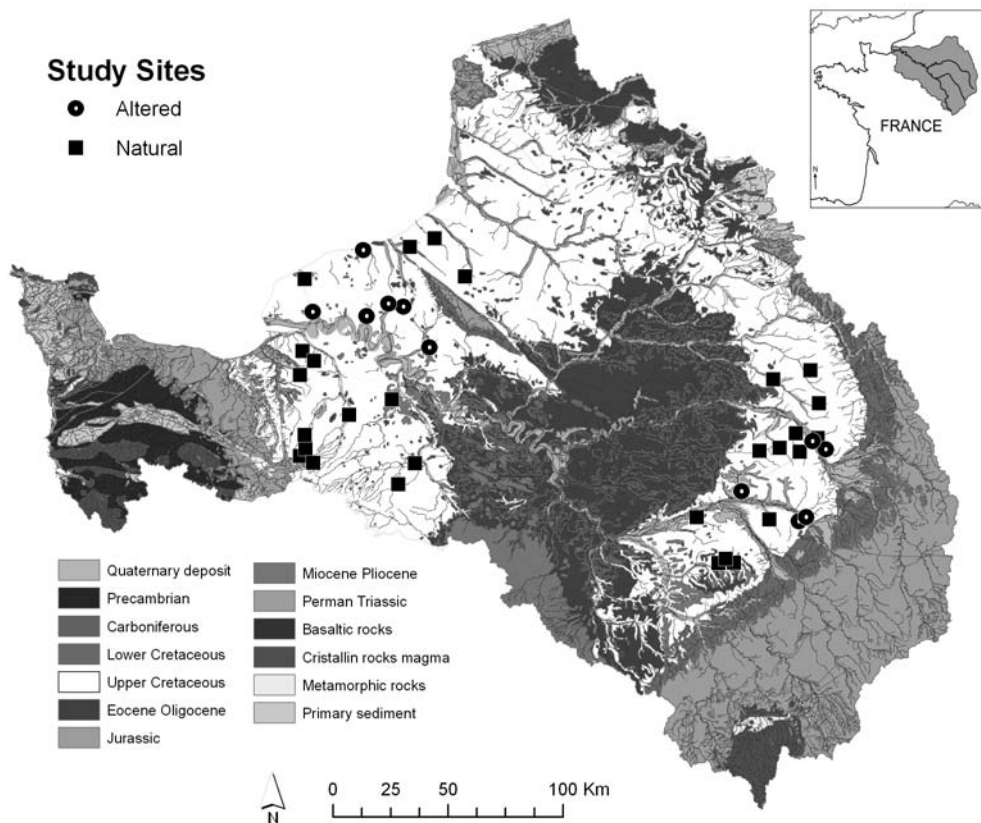 Study Sites
Altered
Natural
N
FRANCE
Quaternary deposit
Precambrian
Carboniferous
Lower Cretaceous
Upper Cretaceous
Eocene Oligocene
Jurassic
Miocene Pliocene
Perman Triassic
Basaltic rocks
Cristallin rocks magma
Metamorphic rocks
Primary sediment
N
0 25 50 100 Km